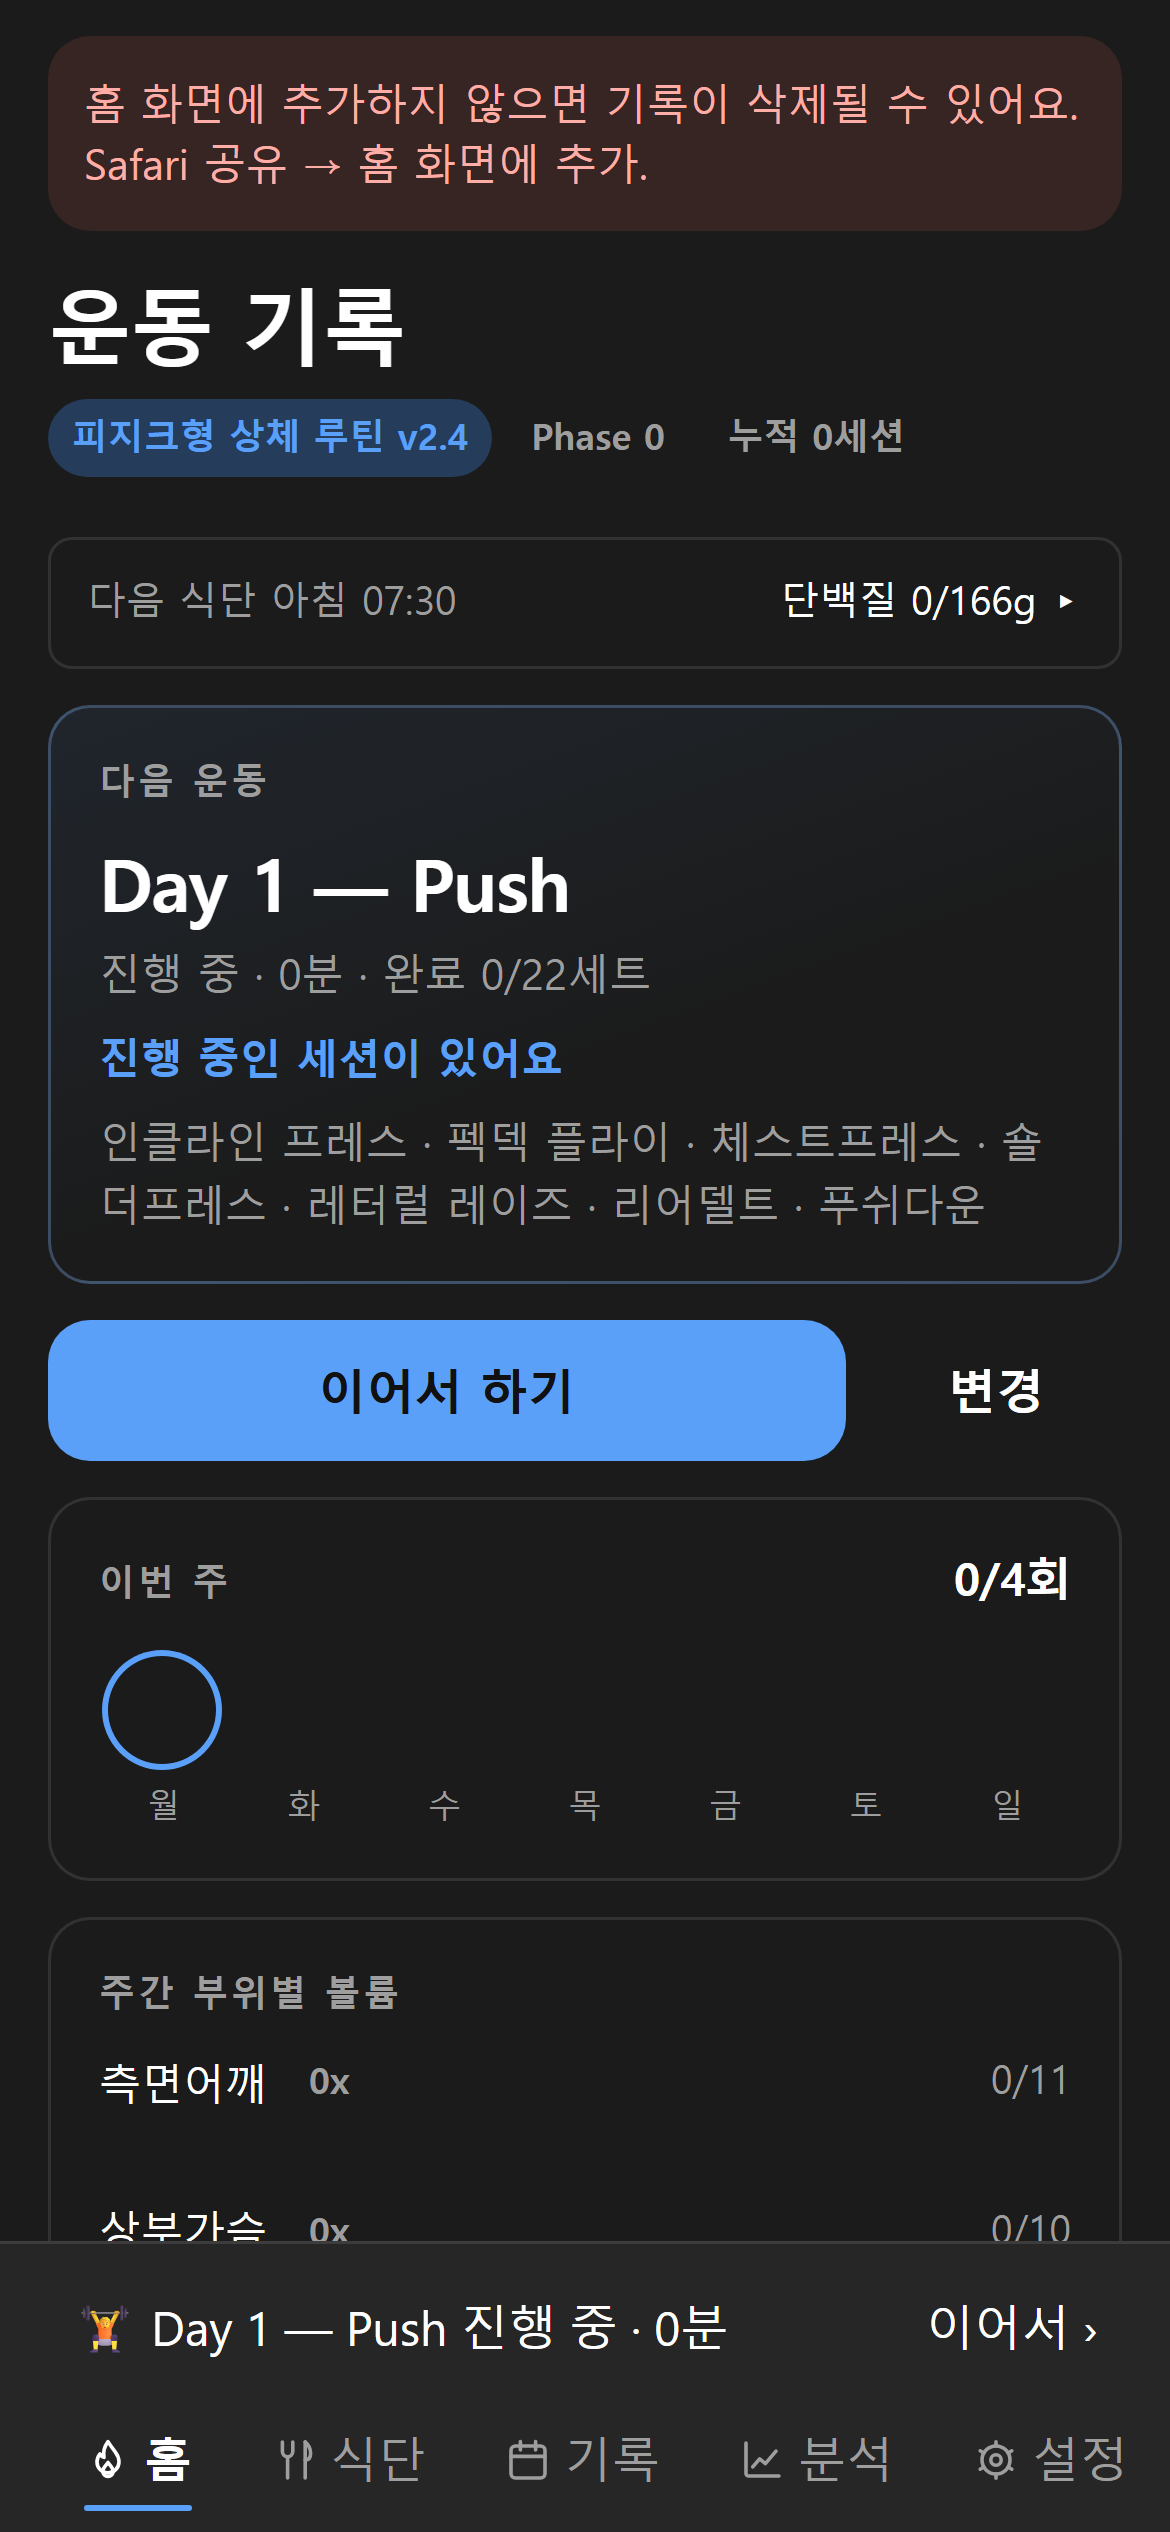 홈 화면에 추가하지 않으면 기록이 삭제될 수 있어요.
Safari 공유 → 홈 화면에 추가.
운동 기록
피지크형 상체 루틴 v2.4 Phase 0 누적 0세션
다음 식단 아침 07:30 단백질 0/166g ▸
다음 운동
Day 1 — Push
진행 중 · 0분 · 완료 0/22세트
진행 중인 세션이 있어요
인클라인 프레스 · 펙덱 플라이 · 체스트프레스 · 숄
더프레스 · 레터럴 레이즈 · 리어델트 · 푸쉬다운
이어서 하기 변경
이번 주 0/4회
월 화 수 목 금 토 일
주간 부위별 볼륨
측면어깨 0x 0/11
상부가슴 0x 0/10
Day 1 — Push 진행 중 · 0분 이어서 ›
홈 식단 기록 분석 설정